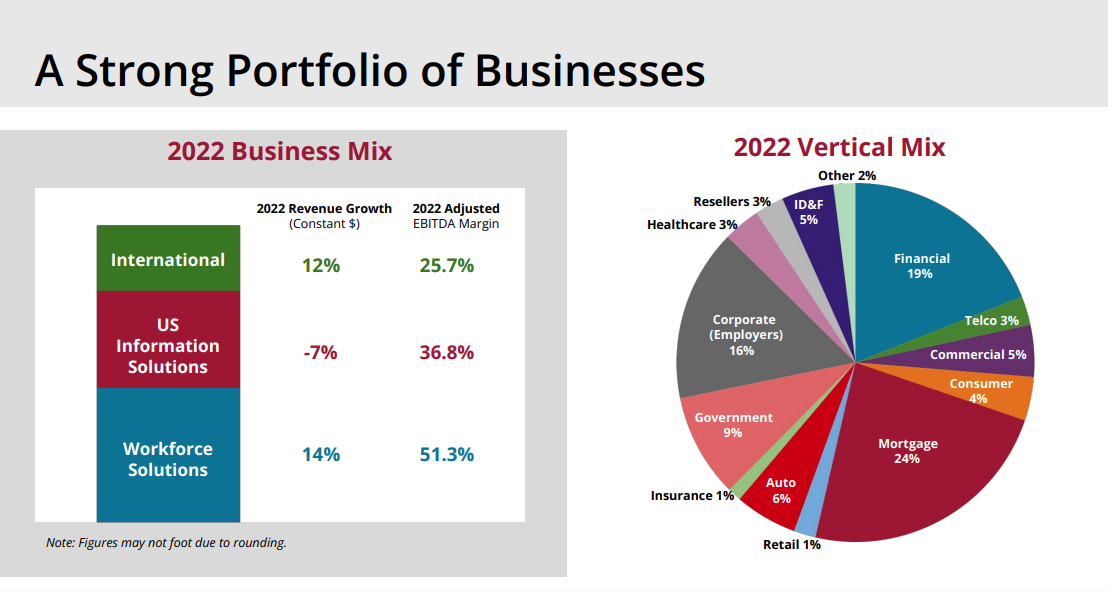 A Strong Portfolio of Businesses
2022 Business Mix
2022 Revenue Growth
(Constant $)
2022 Adjusted
EBITDA Margin
International
12%
25.7%
US
Information
Solutions
-7%
36.8%
Workforce
Solutions
14%
51.3%
Note: Figures may not foot due to rounding.
2022 Vertical Mix
Other 2%
Financial
19%
Telco 3%
Commercial 5%
Consumer
4%
Mortgage
24%
Retail 1%
Auto
6%
Insurance 1%
Government
9%
Corporate
(Employers)
16%
Healthcare 3%
Resellers 3%
ID&F
5%